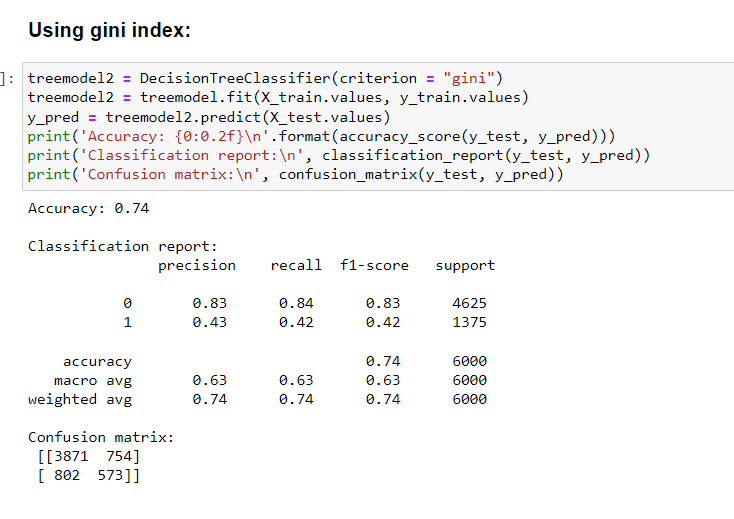 Using gini index:
]: treemodel2 = DecisionTreeClassifier(criterion = "gini")
treemodel2 = treemodel.fit(X_train.values, y_train.values)
y_pred = treemodel2.predict(X_test.values)
print('Accuracy: {0:0.2f}\n'.format(accuracy_score(y_test, y_pred)))
print('Classification report:\n', classification_report(y_test, y_pred))
print('Confusion matrix:\n', confusion_matrix(y_test, y_pred))
Accuracy: 0.74
Classification report:
precision recall f1-score support
0 0.83 0.84 0.83 4625
1 0.43 0.42 0.42 1375
accuracy 0.74 6000
macro avg 0.63 0.63 0.63 6000
weighted avg 0.74 0.74 0.74 6000
Confusion matrix:
[[3871 754]
[ 802 573]]